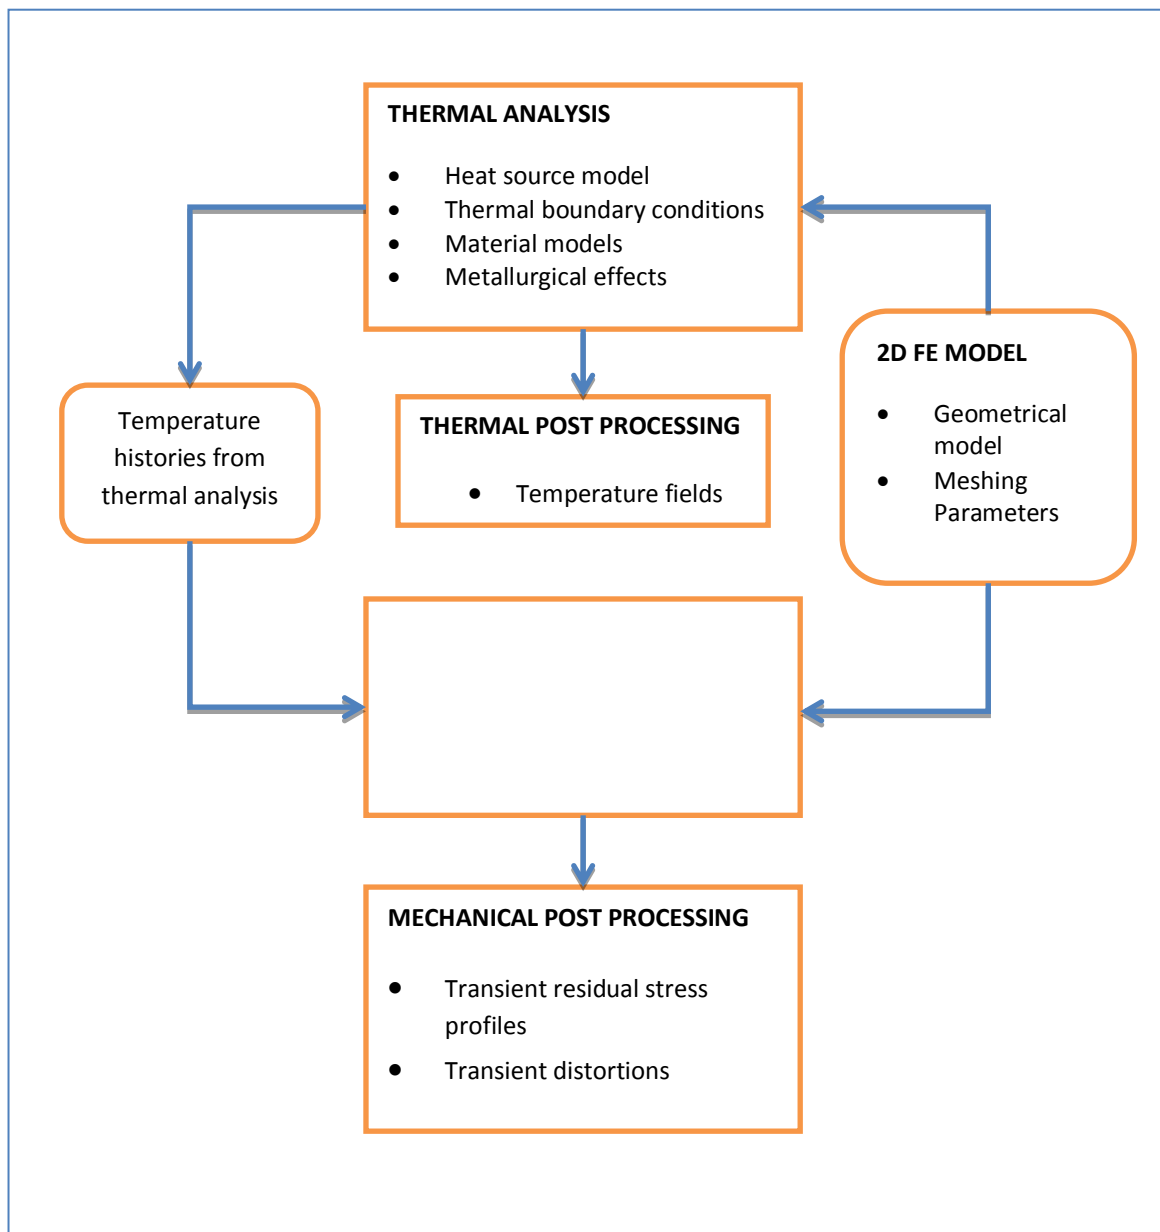 THERMAL ANALYSIS
• Heat source model
• Thermal boundary conditions
• Material models
• Metallurgical effects
2D FE MODEL
• Geometrical
model
• Meshing
Parameters
Temperature
histories from
thermal analysis
THERMAL POST PROCESSING
• Temperature fields
MECHANICAL POST PROCESSING
• Transient residual stress
profiles
• Transient distortions